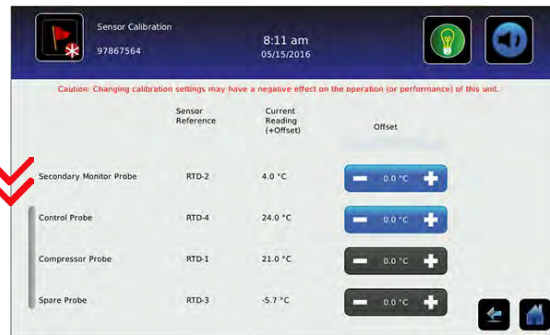 Sensor Calibration
97867564
8:11 am
05/15/2016
Caution: Changing calibration settings may have a negative effect on the operation (or performance) of this unit.
Sensor Reference
Current Reading (+Offset)
Offset
Secondary Monitor Probe RTD-2 4.0 °C − 0.0 °C +
Control Probe RTD-4 24.0 °C − 0.0 °C +
Compressor Probe RTD-1 21.0 °C − 0.0 °C +
Spare Probe RTD-3 -5.7 °C − 0.0 °C +